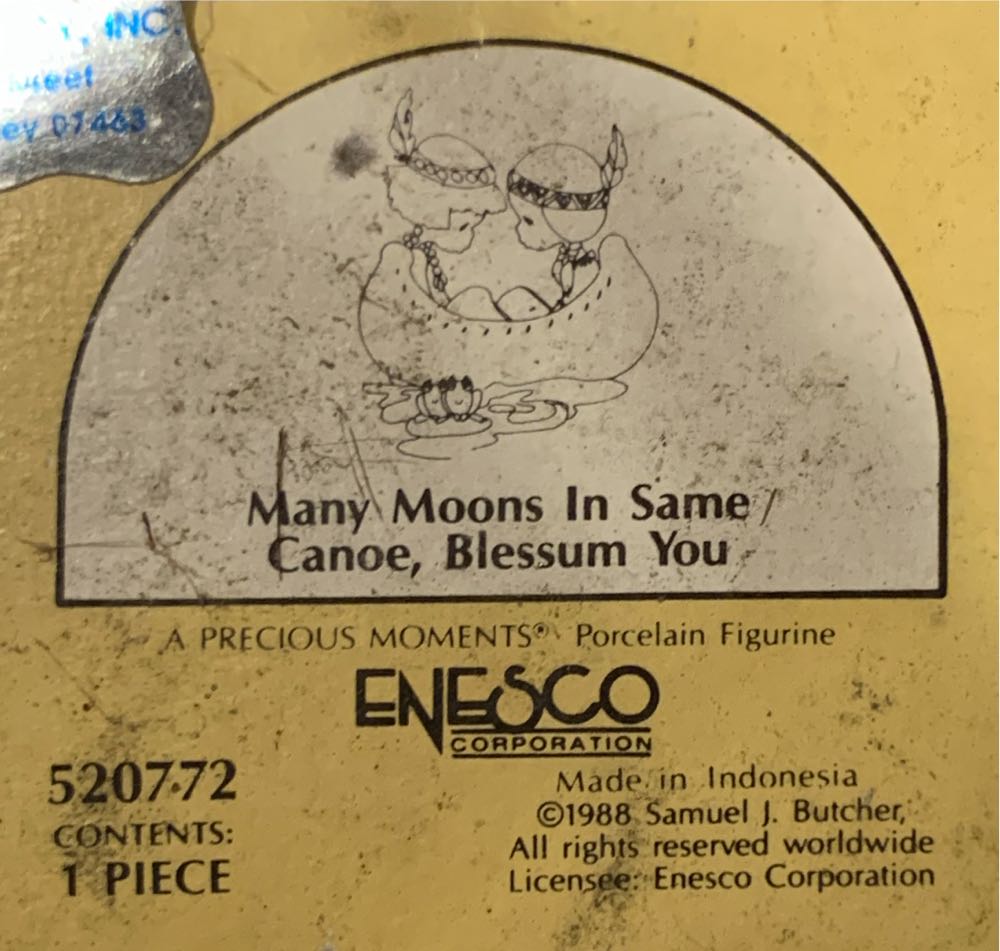 , INC.
07463
Many Moons In Same
Canoe, Blessum You
A PRECIOUS MOMENTS® Porcelain Figurine
ENESCO
CORPORATION
520772
CONTENTS:
1 PIECE
Made in Indonesia
©1988 Samuel J. Butcher,
All rights reserved worldwide
Licensee: Enesco Corporation